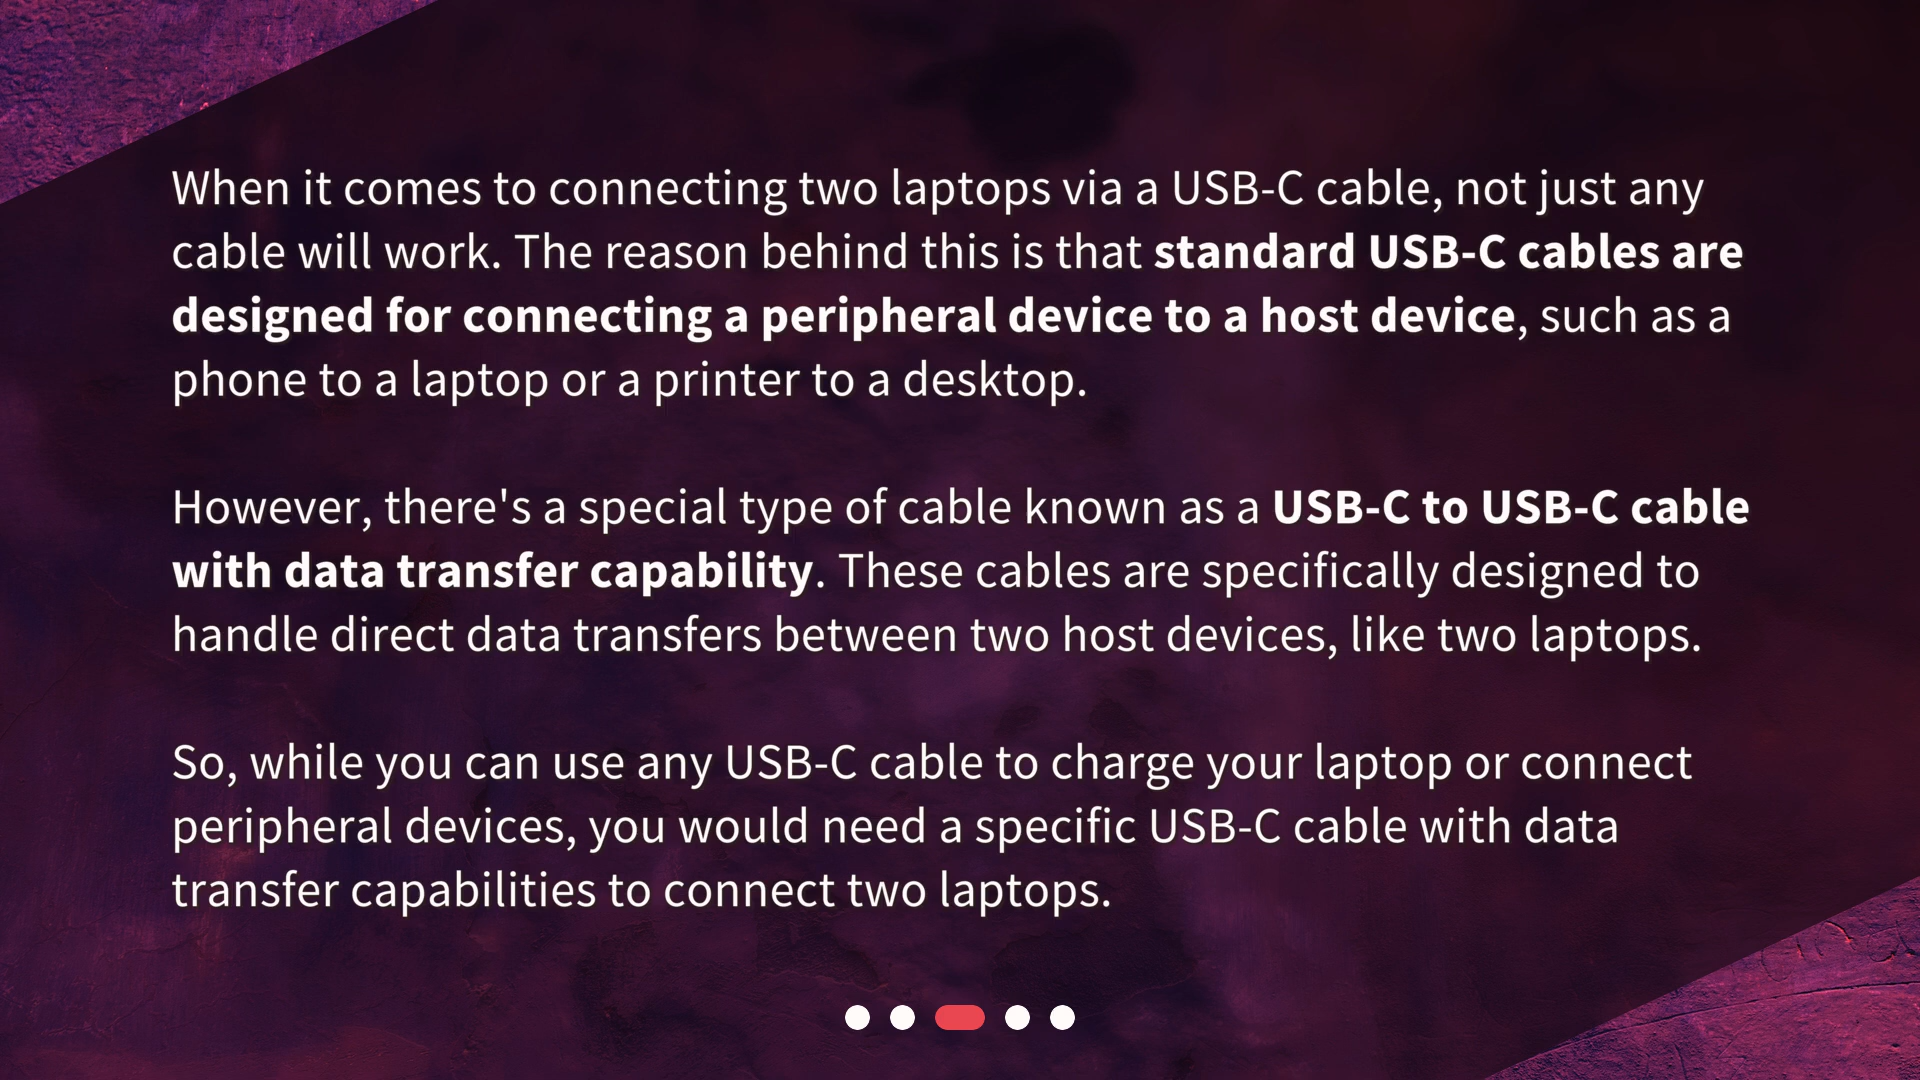 When it comes to connecting two laptops via a USB-C cable, not just any
cable will work. The reason behind this is that standard USB-C cables are
designed for connecting a peripheral device to a host device, such as a
phone to a laptop or a printer to a desktop.
However, there's a special type of cable known as a USB-C to USB-C cable
with data transfer capability. These cables are specifically designed to
handle direct data transfers between two host devices, like two laptops.
So, while you can use any USB-C cable to charge your laptop or connect
peripheral devices, you would need a specific USB-C cable with data
transfer capabilities to connect two laptops.